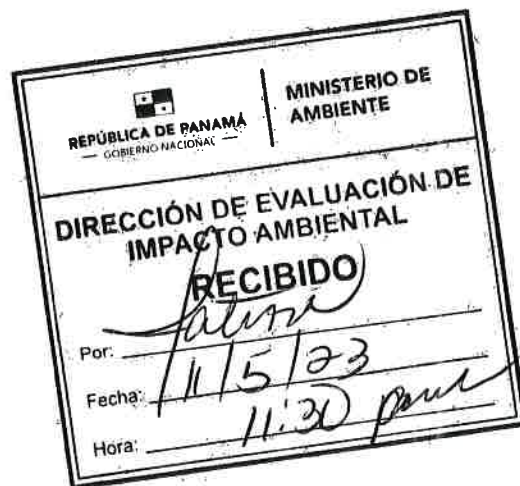 REPÚBLICA DE PANAMÁ
— GOBIERNO NACIONAL —
MINISTERIO DE
AMBIENTE
DIRECCIÓN DE EVALUACIÓN DE
IMPACTO AMBIENTAL
RECIBIDO
Por:
Fecha: 11/5/23
Hora: 11:30